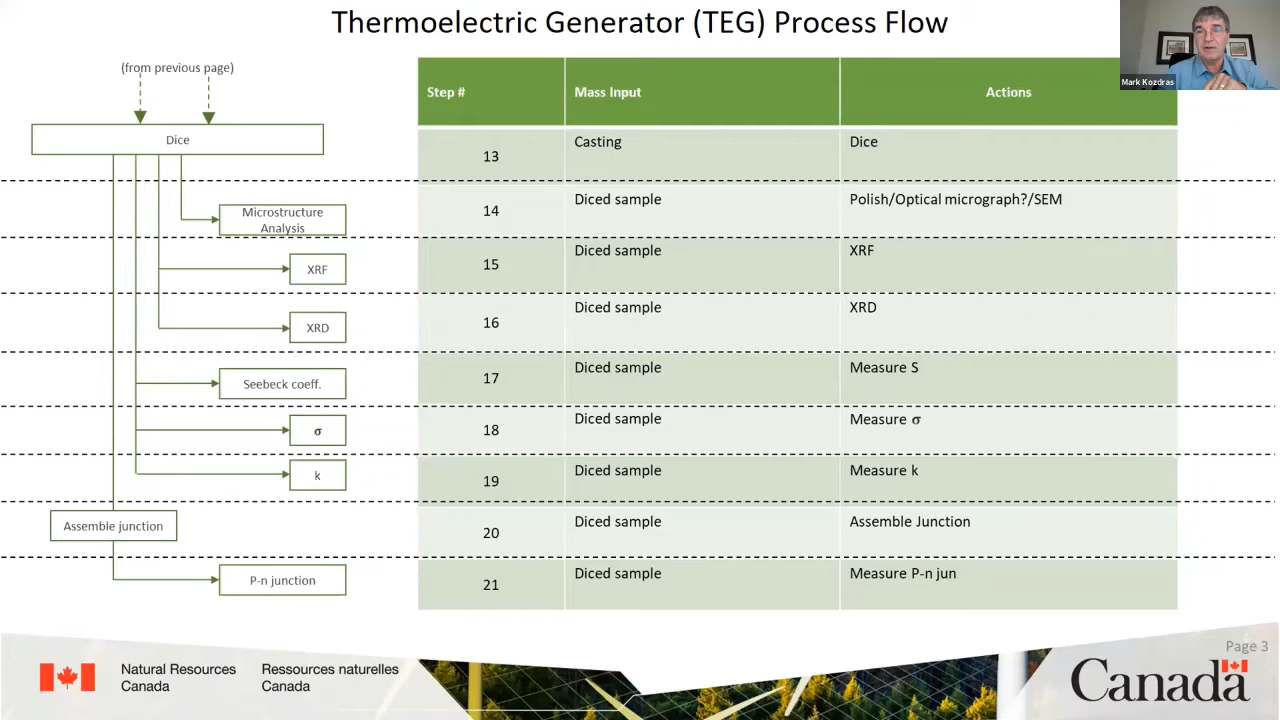 Thermoelectric Generator (TEG) Process Flow
Mark Kozdras
(from previous page)
Dice
Microstructure
Analysis
XRF
XRD
Seebeck coeff.
σ
k
Assemble junction
P-n junction
Step # Mass Input Actions
13 Casting Dice
14 Diced sample Polish/Optical micrograph?/SEM
15 Diced sample XRF
16 Diced sample XRD
17 Diced sample Measure S
18 Diced sample Measure σ
19 Diced sample Measure k
20 Diced sample Assemble Junction
21 Diced sample Measure P-n jun
Page 3
Natural Resources
Canada
Ressources naturelles
Canada
Canada